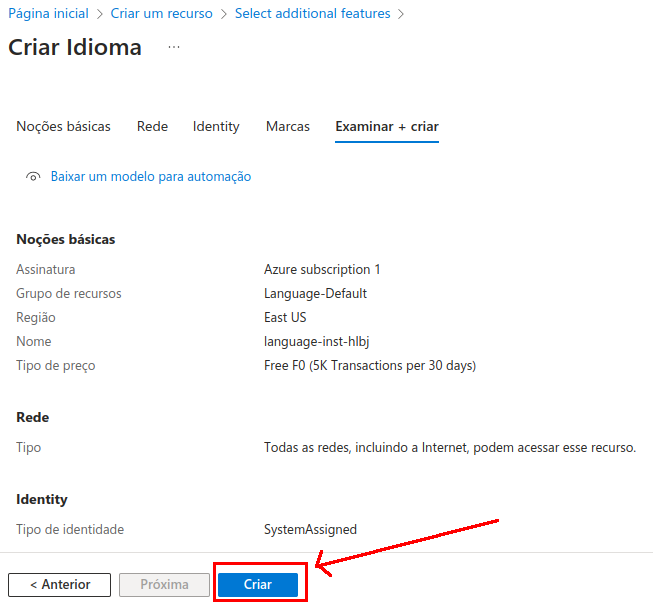 Página inicial > Criar um recurso > Select additional features >
Criar Idioma ...
Noções básicas Rede Identity Marcas Examinar + criar
Baixar um modelo para automação
Noções básicas
Assinatura Azure subscription 1
Grupo de recursos Language-Default
Região East US
Nome language-inst-hlbj
Tipo de preço Free F0 (5K Transactions per 30 days)
Rede
Tipo Todas as redes, incluindo a Internet, podem acessar esse recurso.
Identity
Tipo de identidade SystemAssigned
< Anterior Próxima Criar